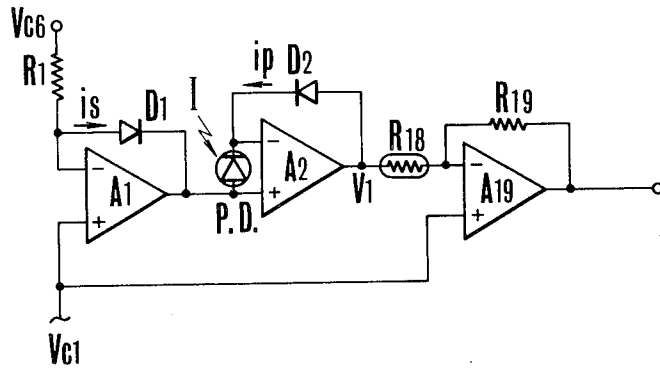 Vc6
R1
is
D1
I
ip
D2
R18
R19
−
A1
+
−
A2
+
V1
−
A19
+
P.D.
Vc1